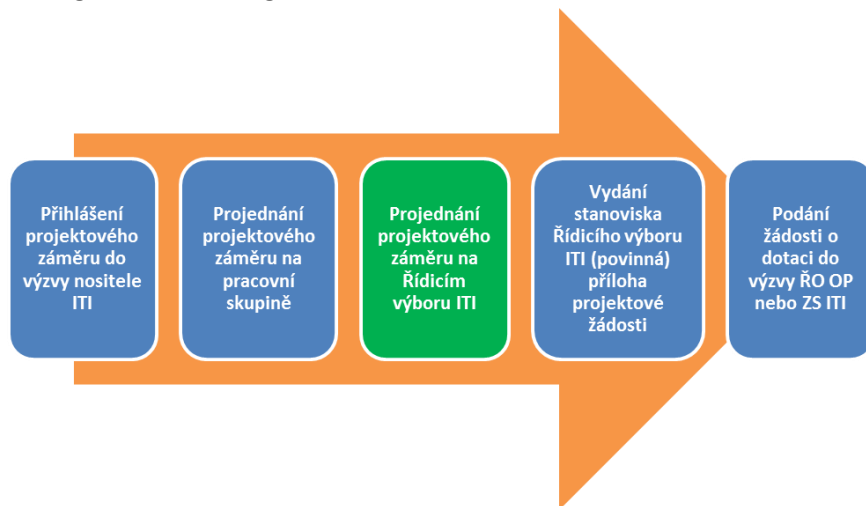 Přihlášení
projektového
záměru do
výzvy nositele
ITI
Projednání
projektového
záměru na
pracovní
skupině
Projednání
projektového
záměru na
Řídicím
výboru ITI
Vydání
stanoviska
Řídicího výboru
ITI (povinná)
příloha
projektové
žádosti
Podání
žádosti o
dotaci do
výzvy ŘO OP
nebo ZS ITI